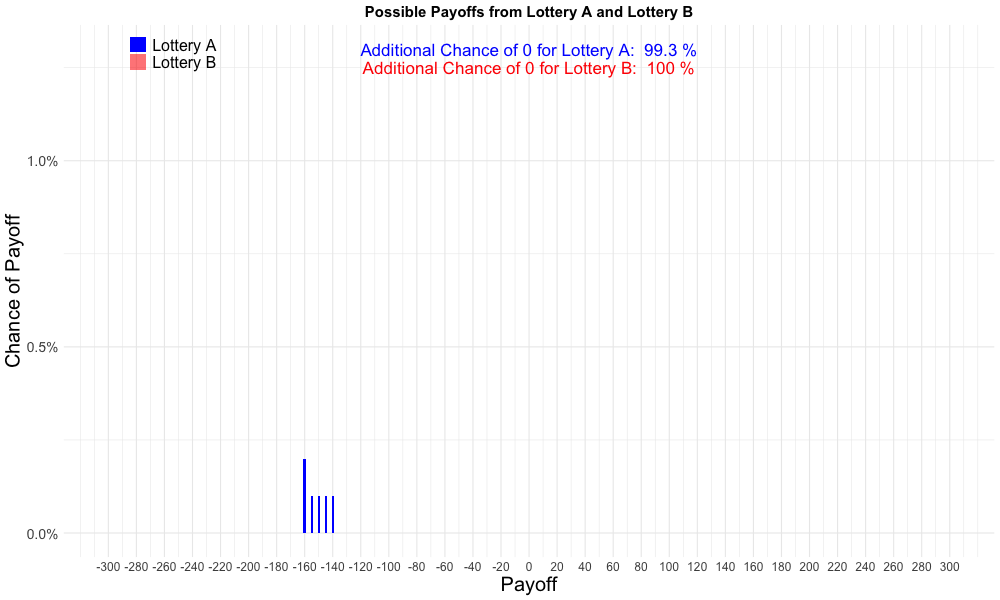 Possible Payoffs from Lottery A and Lottery B
Lottery A
Lottery B
Additional Chance of 0 for Lottery A: 99.3 %
Additional Chance of 0 for Lottery B: 100 %
Chance of Payoff
1.0%
0.5%
0.0%
-300 -280 -260 -240 -220 -200 -180 -160 -140 -120 -100 -80 -60 -40 -20 0 20 40 60 80 100 120 140 160 180 200 220 240 260 280 300
Payoff